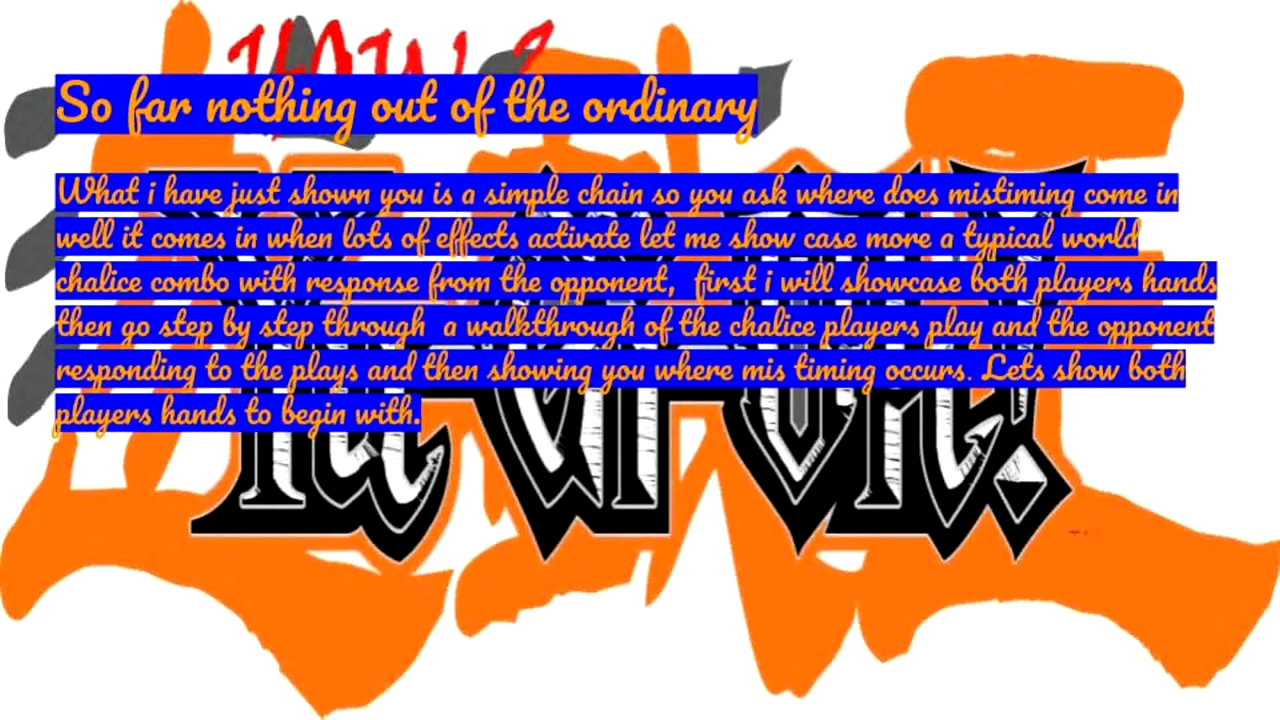 So far nothing out of the ordinary
What i have just shown you is a simple chain so you ask where does mistiming come in
well it comes in when lots of effects activate let me show case more a typical world
chalice combo with response from the opponent, first i will showcase both players hands
then go step by step through a walkthrough of the chalice players play and the opponent
responding to the plays and then showing you where mis timing occurs. Lets show both
players hands to begin with.